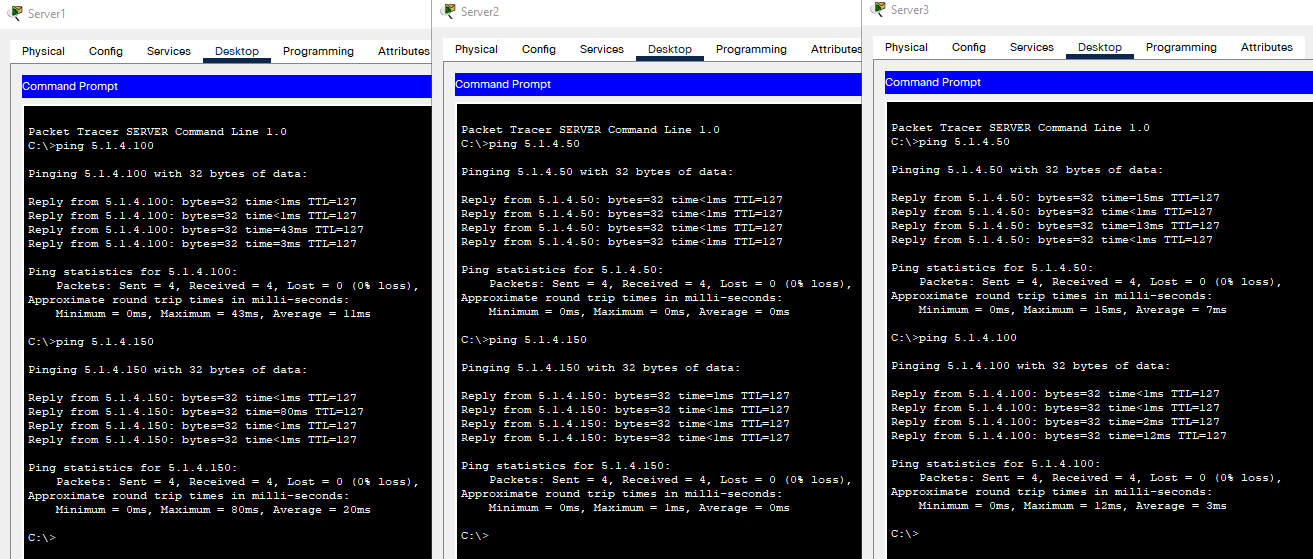 Server1
Physical Config Services Desktop Programming Attributes
Command Prompt
Packet Tracer SERVER Command Line 1.0
C:\>ping 5.1.4.100
Pinging 5.1.4.100 with 32 bytes of data:
Reply from 5.1.4.100: bytes=32 time<1ms TTL=127
Reply from 5.1.4.100: bytes=32 time<1ms TTL=127
Reply from 5.1.4.100: bytes=32 time=43ms TTL=127
Reply from 5.1.4.100: bytes=32 time=3ms TTL=127
Ping statistics for 5.1.4.100:
Packets: Sent = 4, Received = 4, Lost = 0 (0% loss),
Approximate round trip times in milli-seconds:
Minimum = 0ms, Maximum = 43ms, Average = 11ms
C:\>ping 5.1.4.150
Pinging 5.1.4.150 with 32 bytes of data:
Reply from 5.1.4.150: bytes=32 time<1ms TTL=127
Reply from 5.1.4.150: bytes=32 time=80ms TTL=127
Reply from 5.1.4.150: bytes=32 time<1ms TTL=127
Reply from 5.1.4.150: bytes=32 time<1ms TTL=127
Ping statistics for 5.1.4.150:
Packets: Sent = 4, Received = 4, Lost = 0 (0% loss),
Approximate round trip times in milli-seconds:
Minimum = 0ms, Maximum = 80ms, Average = 20ms
C:\>
Server2
Physical Config Services Desktop Programming Attributes
Command Prompt
Packet Tracer SERVER Command Line 1.0
C:\>ping 5.1.4.50
Pinging 5.1.4.50 with 32 bytes of data:
Reply from 5.1.4.50: bytes=32 time<1ms TTL=127
Reply from 5.1.4.50: bytes=32 time<1ms TTL=127
Reply from 5.1.4.50: bytes=32 time<1ms TTL=127
Reply from 5.1.4.50: bytes=32 time<1ms TTL=127
Ping statistics for 5.1.4.50:
Packets: Sent = 4, Received = 4, Lost = 0 (0% loss),
Approximate round trip times in milli-seconds:
Minimum = 0ms, Maximum = 0ms, Average = 0ms
C:\>ping 5.1.4.150
Pinging 5.1.4.150 with 32 bytes of data:
Reply from 5.1.4.150: bytes=32 time=1ms TTL=127
Reply from 5.1.4.150: bytes=32 time<1ms TTL=127
Reply from 5.1.4.150: bytes=32 time<1ms TTL=127
Reply from 5.1.4.150: bytes=32 time<1ms TTL=127
Ping statistics for 5.1.4.150:
Packets: Sent = 4, Received = 4, Lost = 0 (0% loss),
Approximate round trip times in milli-seconds:
Minimum = 0ms, Maximum = 1ms, Average = 0ms
C:\>
Server3
Physical Config Services Desktop Programming Attributes
Command Prompt
Packet Tracer SERVER Command Line 1.0
C:\>ping 5.1.4.50
Pinging 5.1.4.50 with 32 bytes of data:
Reply from 5.1.4.50: bytes=32 time=15ms TTL=127
Reply from 5.1.4.50: bytes=32 time<1ms TTL=127
Reply from 5.1.4.50: bytes=32 time=13ms TTL=127
Reply from 5.1.4.50: bytes=32 time<1ms TTL=127
Ping statistics for 5.1.4.50:
Packets: Sent = 4, Received = 4, Lost = 0 (0% loss),
Approximate round trip times in milli-seconds:
Minimum = 0ms, Maximum = 15ms, Average = 7ms
C:\>ping 5.1.4.100
Pinging 5.1.4.100 with 32 bytes of data:
Reply from 5.1.4.100: bytes=32 time<1ms TTL=127
Reply from 5.1.4.100: bytes=32 time<1ms TTL=127
Reply from 5.1.4.100: bytes=32 time=2ms TTL=127
Reply from 5.1.4.100: bytes=32 time=12ms TTL=127
Ping statistics for 5.1.4.100:
Packets: Sent = 4, Received = 4, Lost = 0 (0% loss),
Approximate round trip times in milli-seconds:
Minimum = 0ms, Maximum = 12ms, Average = 3ms
C:\>